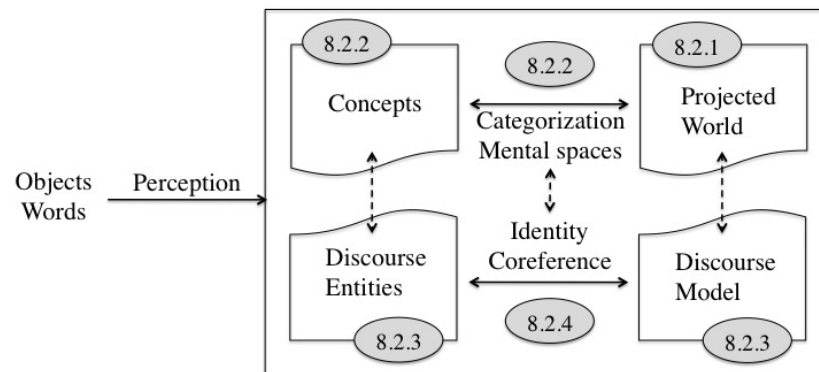 8.2.2
8.2.2
8.2.1
Concepts
Categorization
Mental spaces
Projected
World
Objects
Words
Perception
Discourse
Entities
Identity
Coreference
Discourse
Model
8.2.3
8.2.4
8.2.3